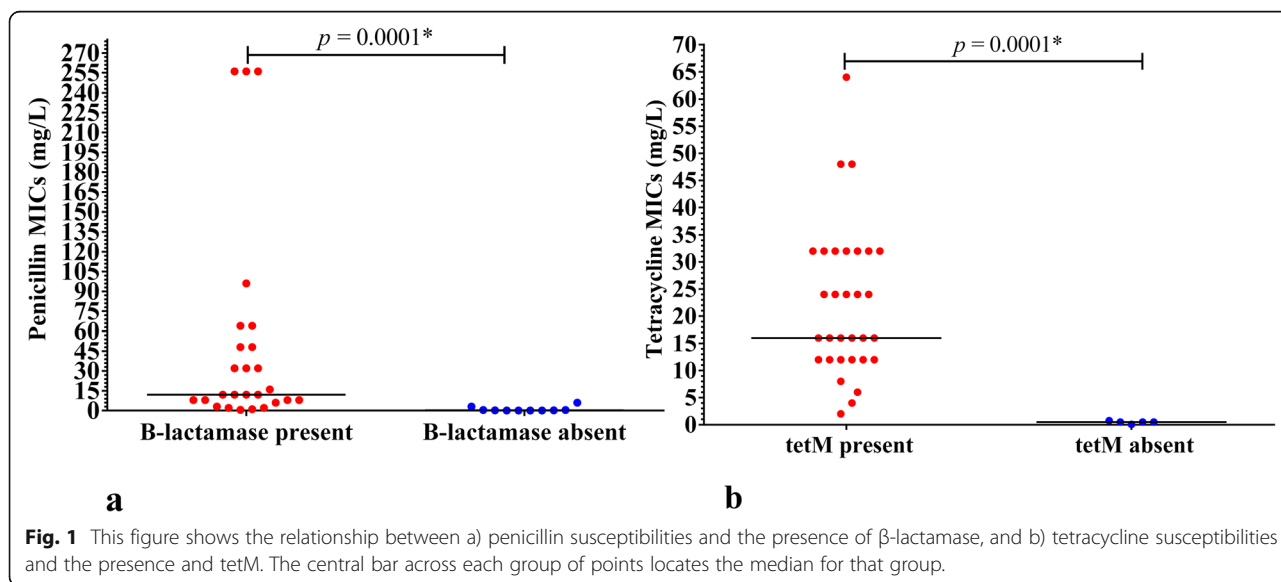 p = 0.0001*
Penicillin MICs (mg/L)
270
255
240
225
210
195
180
165
150
135
120
105
90
75
60
45
30
15
0
B-lactamase present
B-lactamase absent
a
p = 0.0001*
Tetracycline MICs (mg/L)
70
65
60
55
50
45
40
35
30
25
20
15
10
5
0
tetM present
tetM absent
b
Fig. 1 This figure shows the relationship between a) penicillin susceptibilities and the presence of β-lactamase, and b) tetracycline susceptibilities
and the presence and tetM. The central bar across each group of points locates the median for that group.